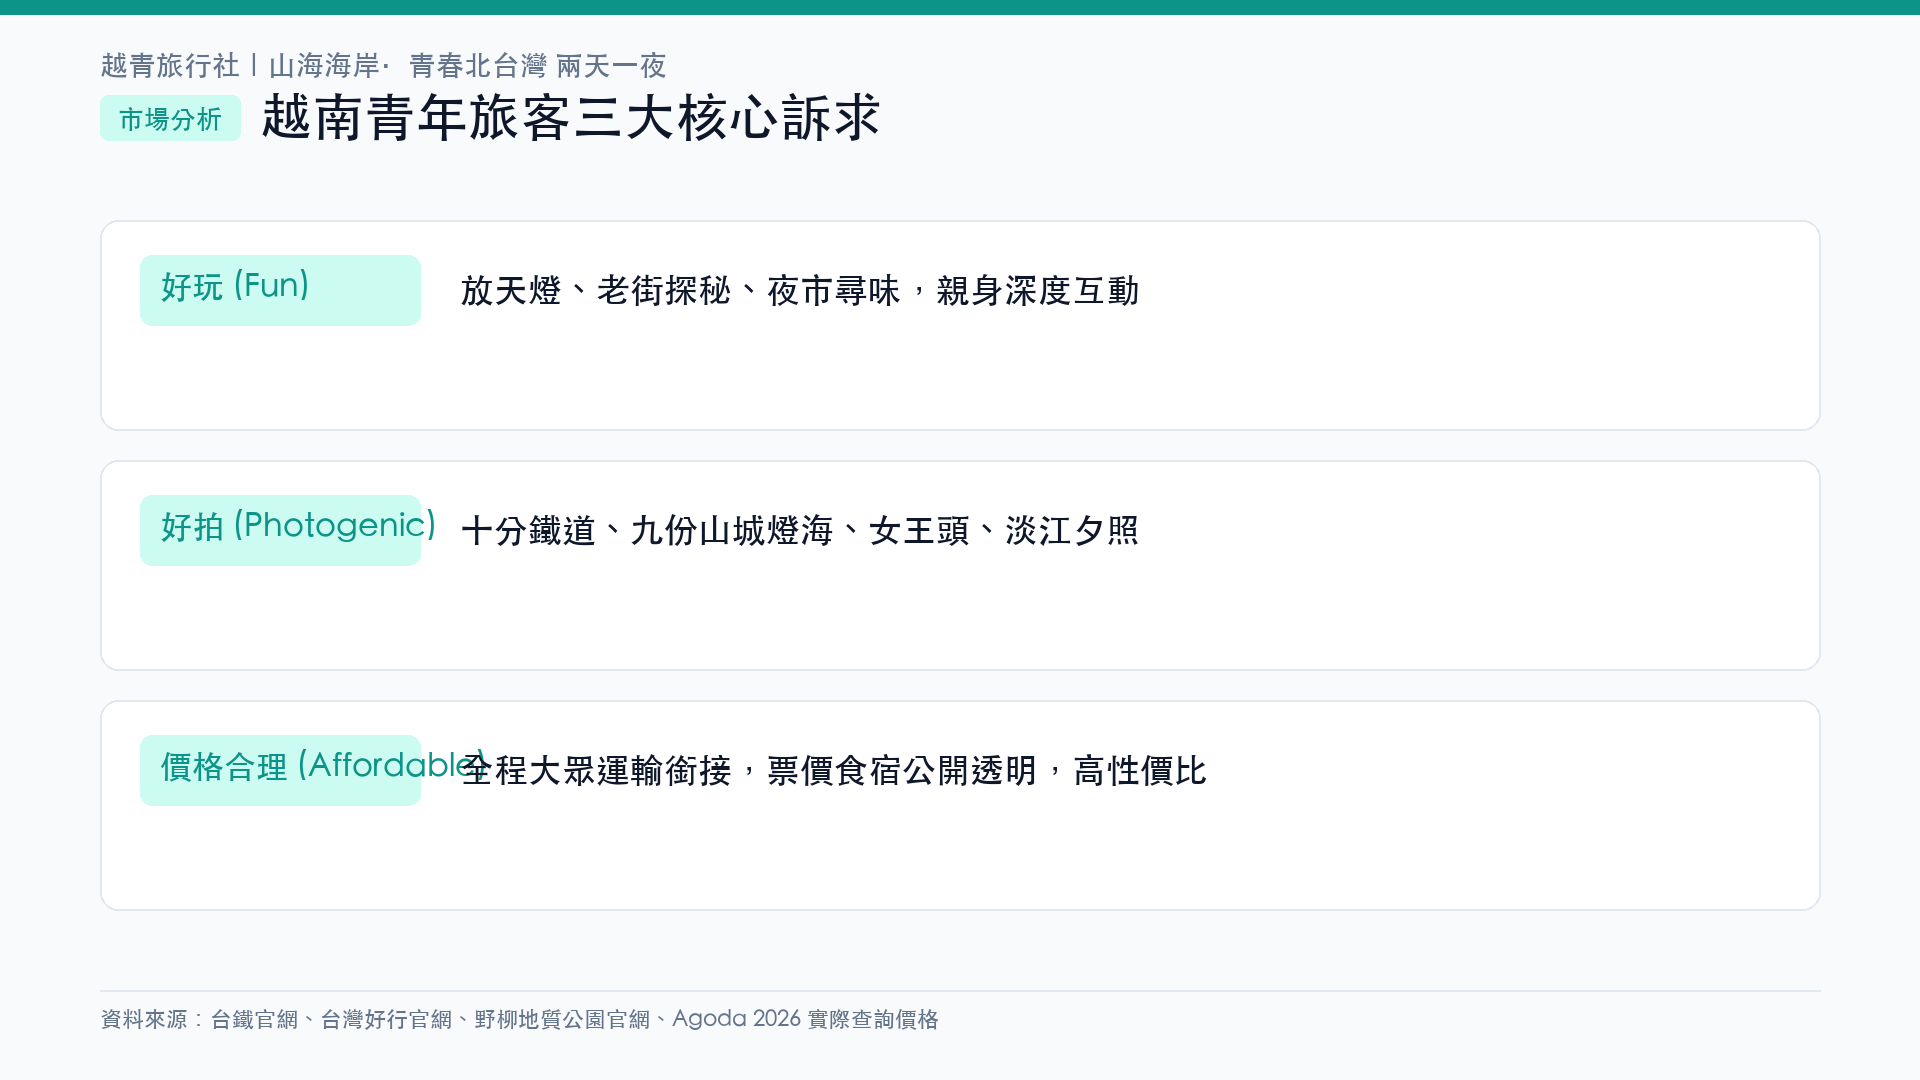 越青旅行社 | 山海海岸· 青春北台灣 兩天一夜
市場分析 越南青年旅客三大核心訴求
好玩 (Fun) 放天燈、老街探秘、夜市尋味，親身深度互動
好拍 (Photogenic) 十分鐵道、九份山城燈海、女王頭、淡江夕照
價格合理 (Affordable) 全程大眾運輸銜接，票價食宿公開透明，高性價比
資料來源：台鐵官網、台灣好行官網、野柳地質公園官網、Agoda 2026 實際查詢價格